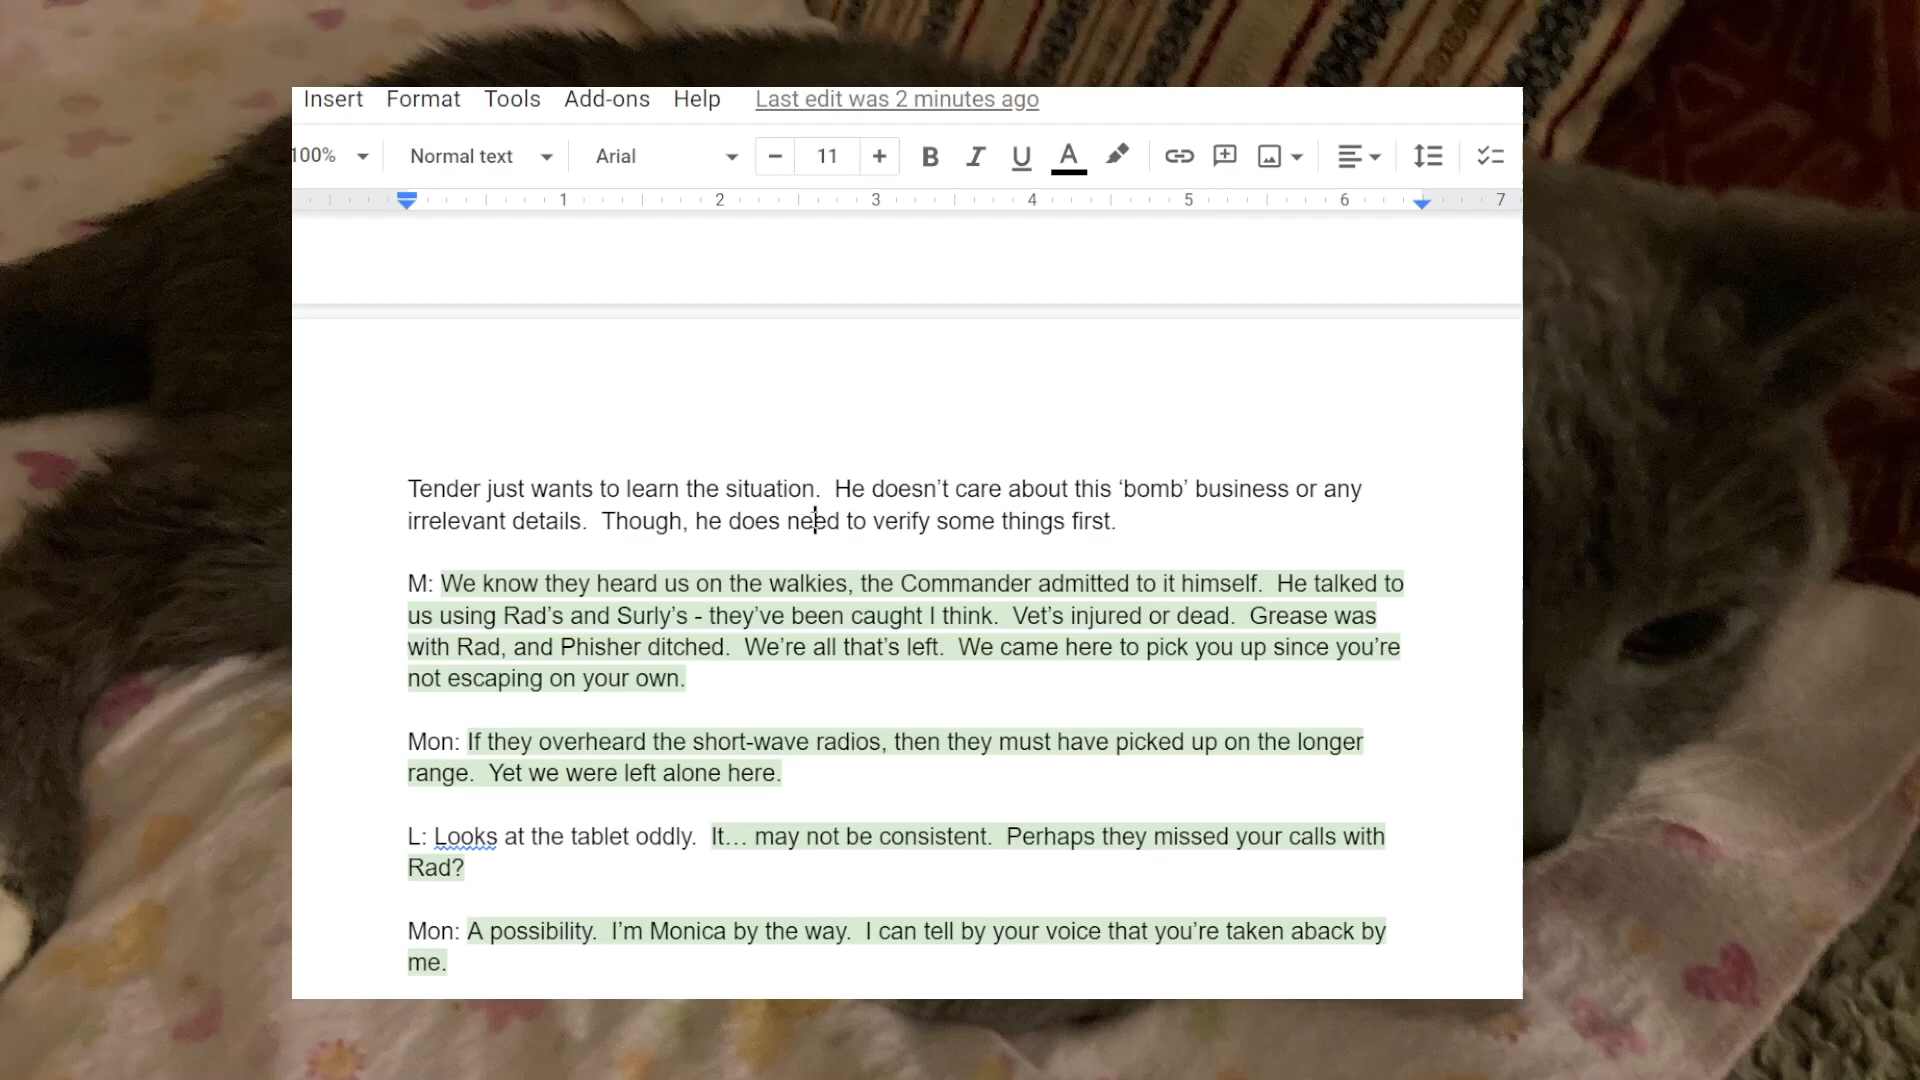 Insert Format Tools Add-ons Help Last edit was 2 minutes ago
100% Normal text Arial − 11 + B I U A
1 2 3 4 5 6 7
Tender just wants to learn the situation.  He doesn’t care about this ‘bomb’ business or any
irrelevant details.  Though, he does need to verify some things first.
M: We know they heard us on the walkies, the Commander admitted to it himself.  He talked to
us using Rad’s and Surly’s - they’ve been caught I think.  Vet’s injured or dead.  Grease was
with Rad, and Phisher ditched.  We’re all that’s left.  We came here to pick you up since you’re
not escaping on your own.
Mon: If they overheard the short-wave radios, then they must have picked up on the longer
range.  Yet we were left alone here.
L: Looks at the tablet oddly.  It… may not be consistent.  Perhaps they missed your calls with
Rad?
Mon: A possibility.  I’m Monica by the way.  I can tell by your voice that you’re taken aback by
me.